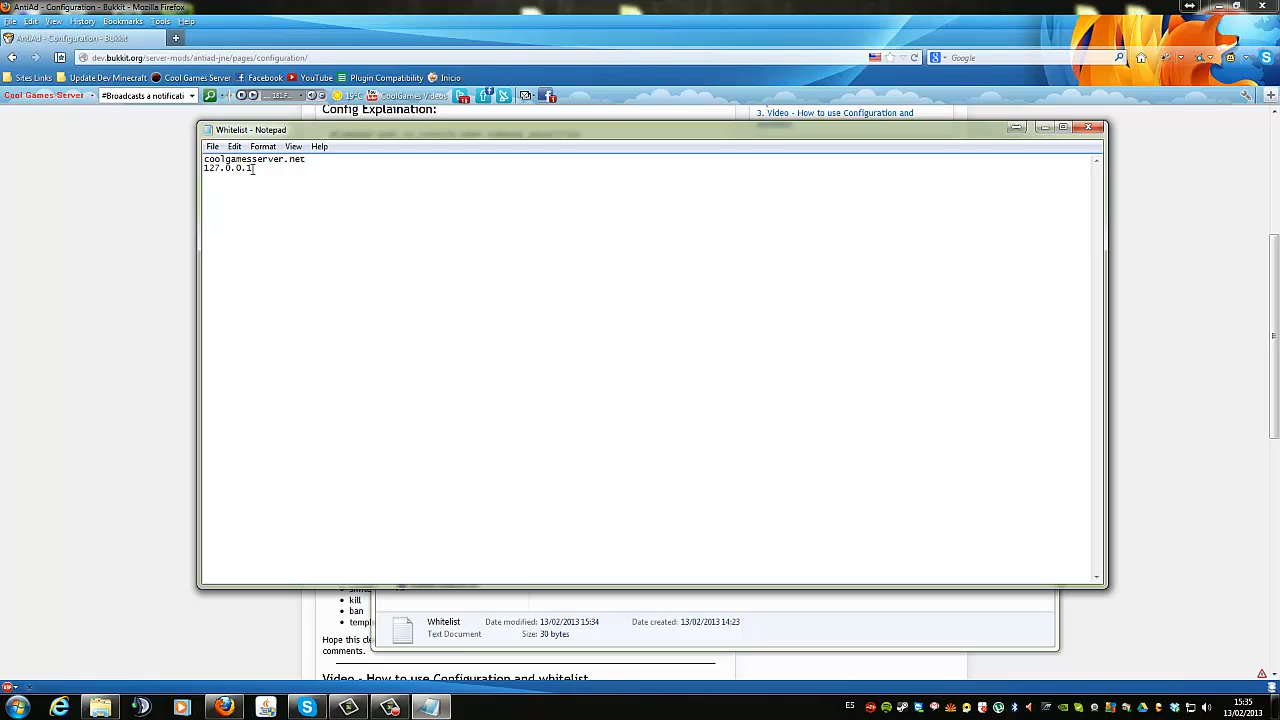 AntiAd - Configuration - Bukkit - Mozilla Firefox
File Edit View History Bookmarks Tools Help
AntiAd - Configuration - Bukkit
dev.bukkit.org/server-mods/antiad-jne/pages/configuration/
Google
Sites Links Update Dev Minecraft Cool Games Server Facebook YouTube Plugin Compatibility Inicio
Cool Games Server #Broadcasts a notificati 15°C CoolGames Videos
Config Explaination:
3. Video - How to use Configuration and
Whitelist - Notepad
File Edit Format View Help
coolgamesserver.net
127.0.0.1
kill
ban
Whitelist Date modified: 13/02/2013 15:34 Date created: 13/02/2013 14:23
Text Document Size: 30 bytes
Hope this cle
comments.
Video - How to use Configuration and whitelist
ES
15:35
13/02/2013